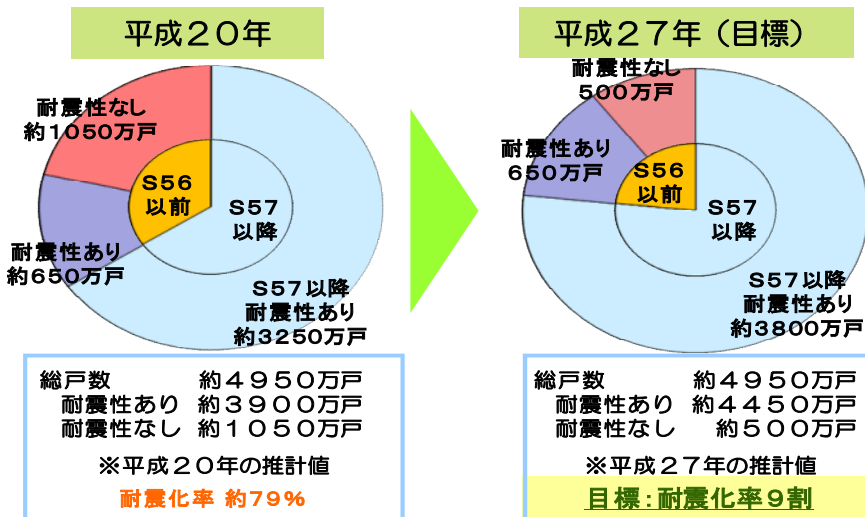 平成２０年
耐震性なし
約1050万戸
S56
以前
S57
以降
耐震性あり
約650万戸
S57以降
耐震性あり
約3250万戸
総戸数 約４９５０万戸
耐震性あり 約３９００万戸
耐震性なし 約１０５０万戸
※平成２０年の推計値
耐震化率 約79%
平成２７年（目標）
耐震性なし
500万戸
耐震性あり
650万戸
S56
以前
S57
以降
S57以降
耐震性あり
約3800万戸
総戸数 約４９５０万戸
耐震性あり 約４４５０万戸
耐震性なし 約５００万戸
※平成２７年の推計値
目標：耐震化率９割